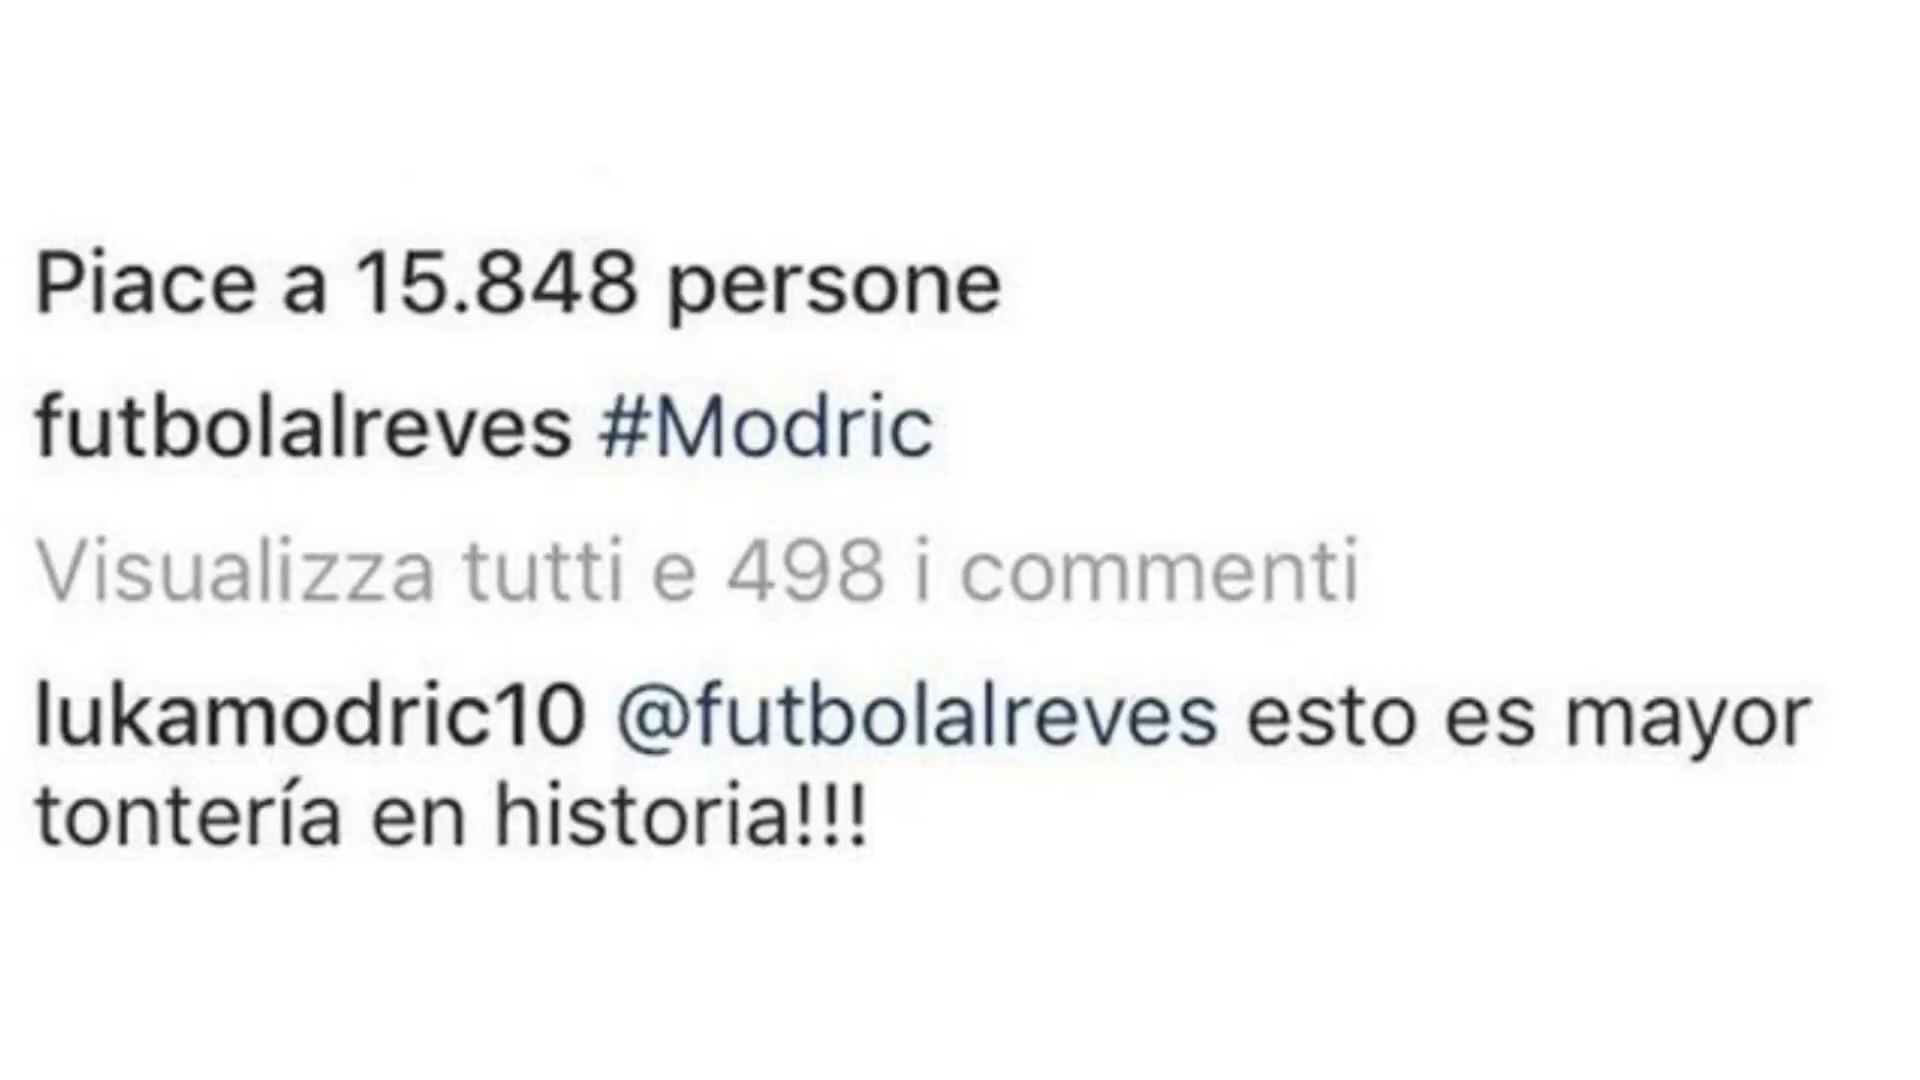 Piace a 15.848 persone
futbolalreves #Modric
Visualizza tutti e 498 i commenti
lukamodric10 @futbolalreves esto es mayor
tontería en historia!!!